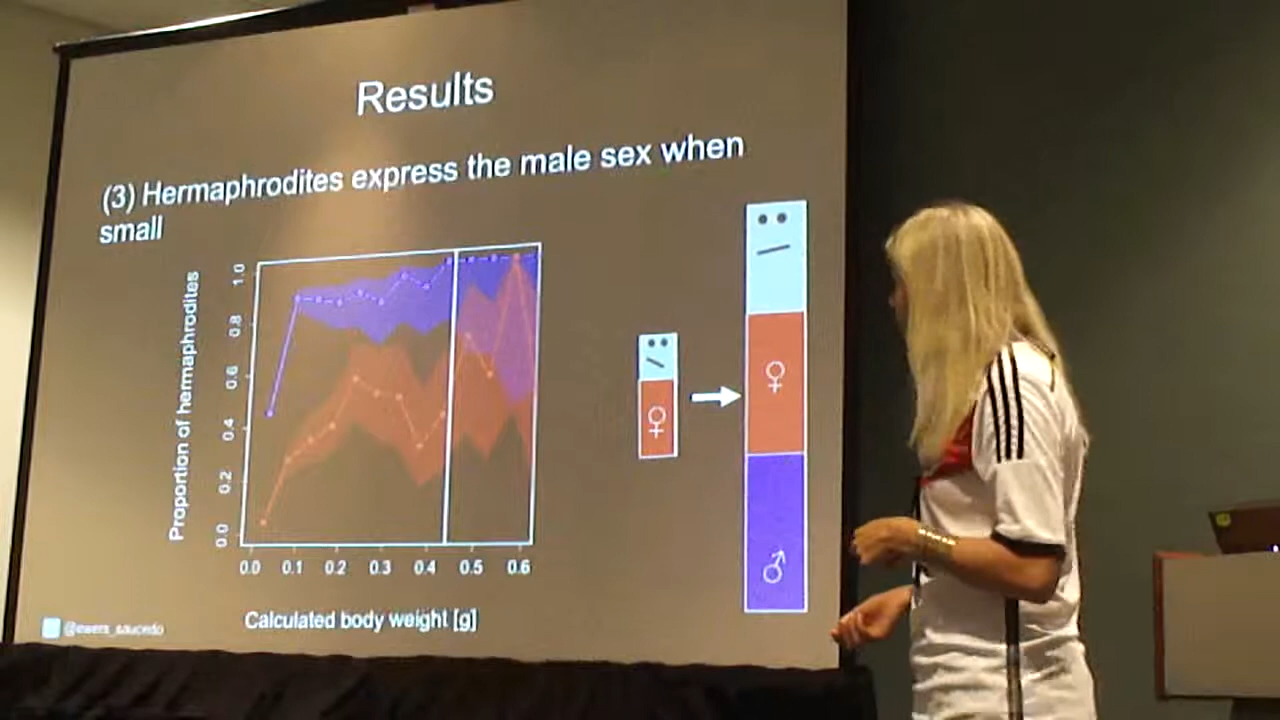 Results
(3) Hermaphrodites express the male sex when
small
Proportion of hermaphrodites
1.0
0.8
0.6
0.4
0.2
0.0
0.0 0.1 0.2 0.3 0.4 0.5 0.6
Calculated body weight [g]
♀
♀
♂
@ewers_saucedo